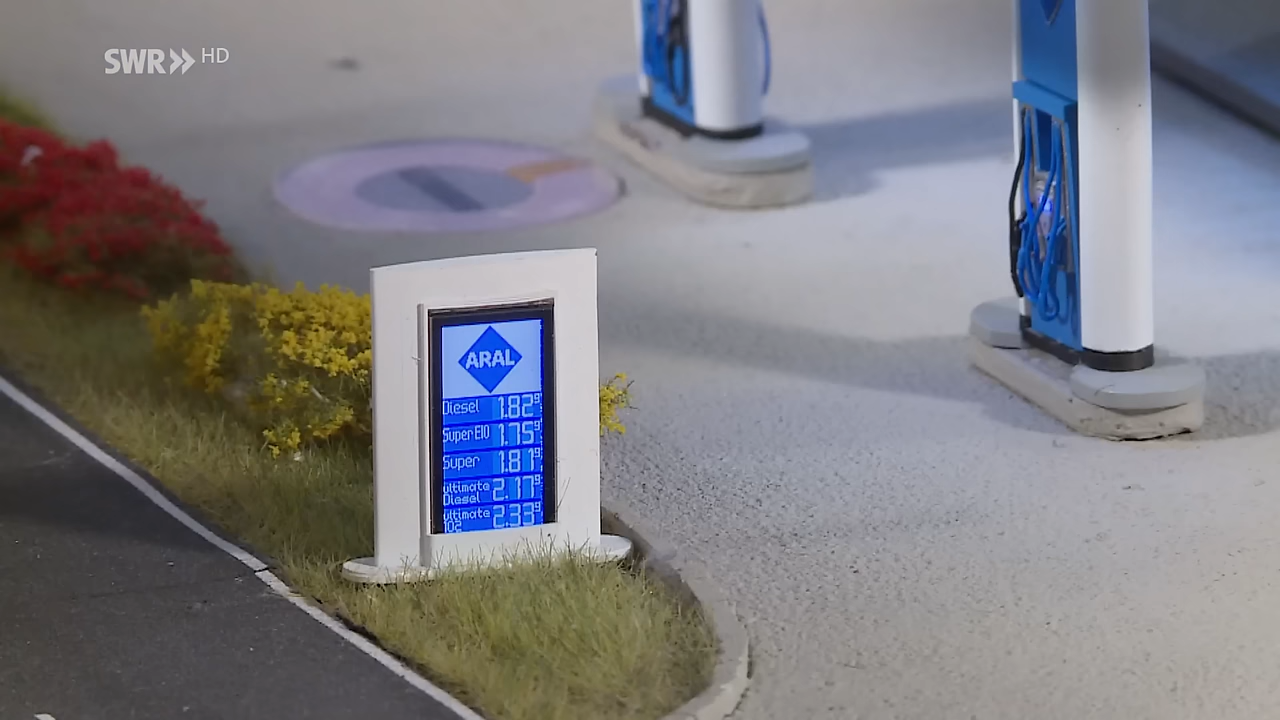 SWR HD
ARAL
Diesel 1.82⁹
Super E10 1.75⁹
Super 1.81⁹
ultimate
Diesel 2.17⁹
ultimate
102 2.33⁹